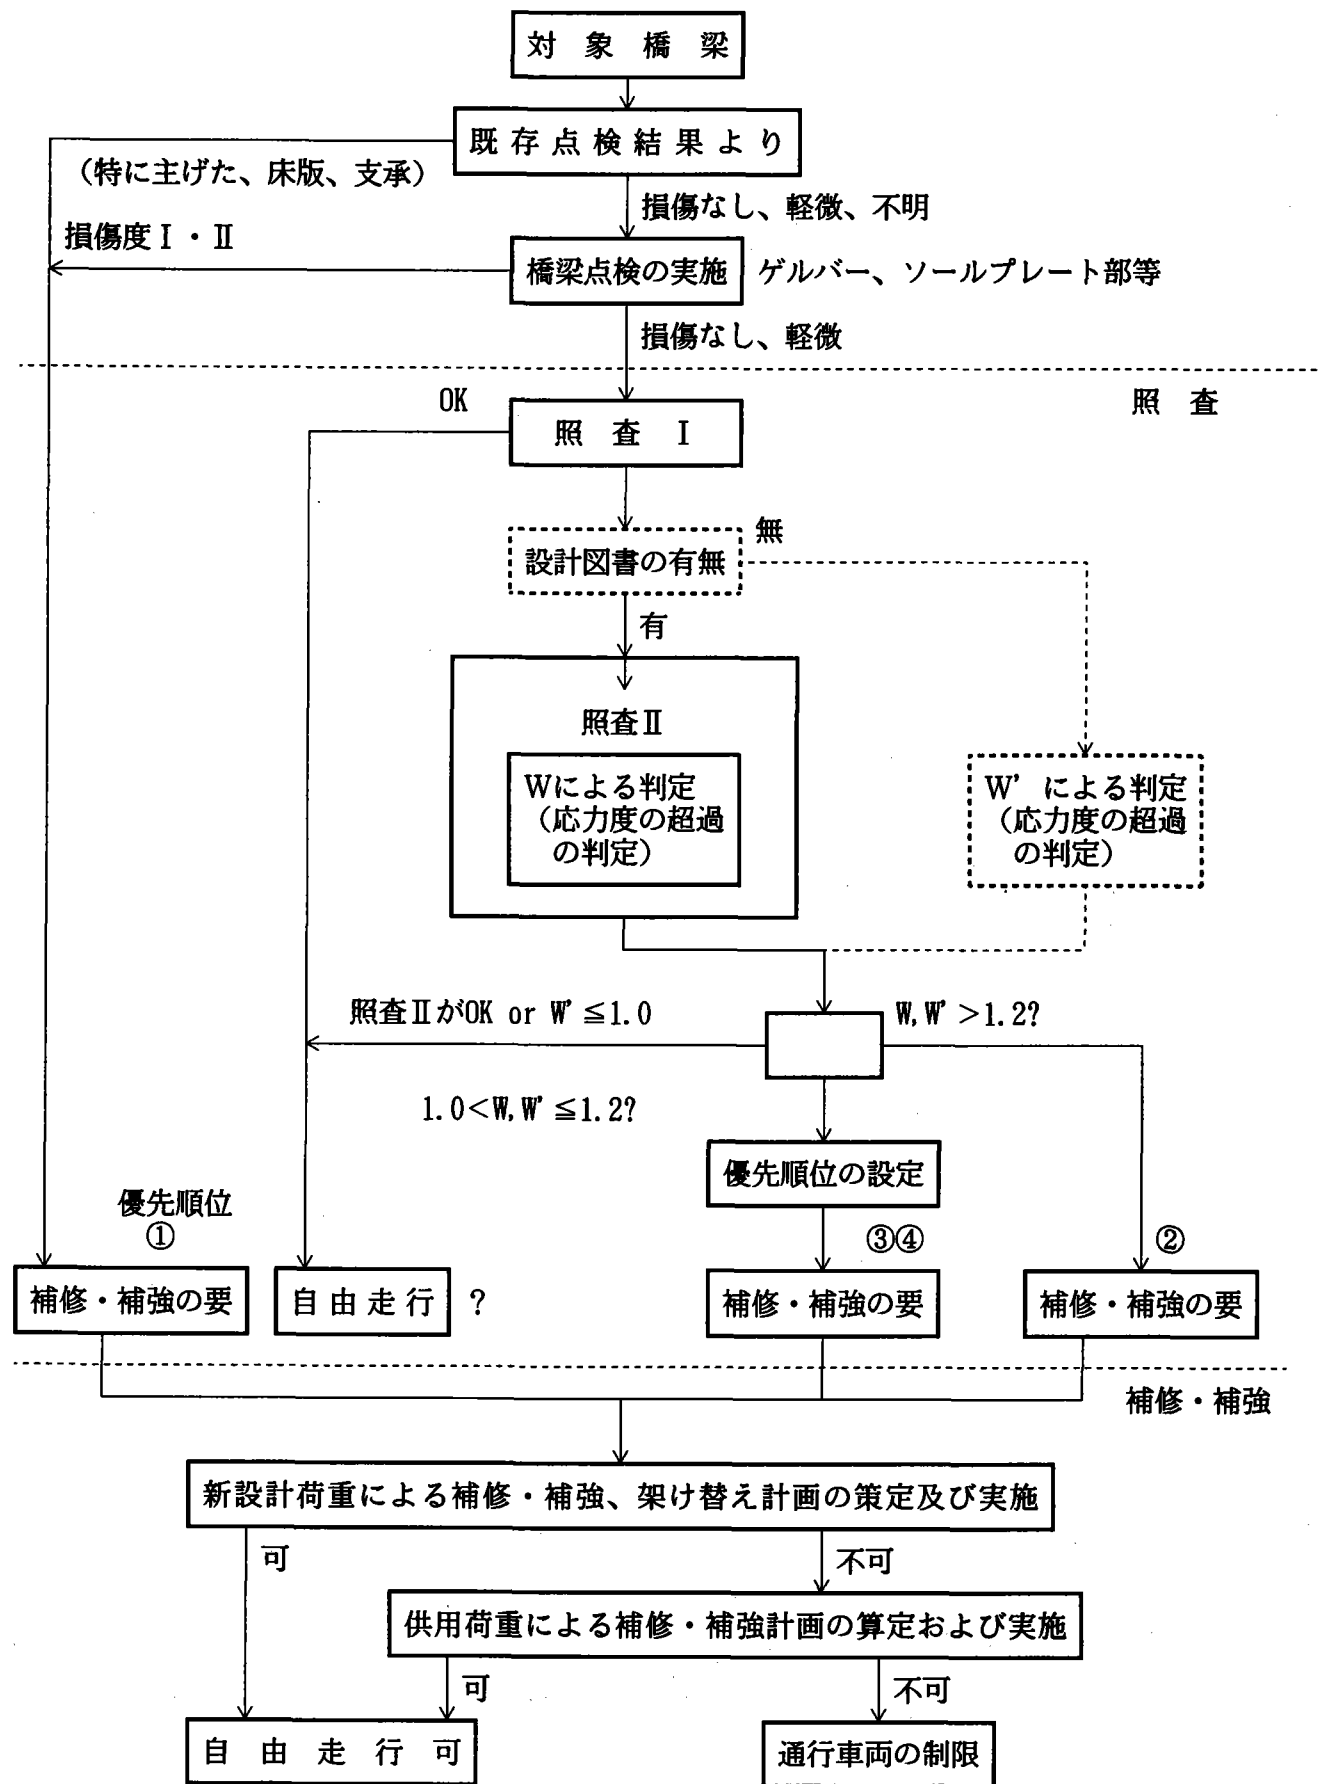 対象橋梁
既存点検結果より
（特に主げた、床版、支承）
損傷なし、軽微、不明
損傷度Ⅰ・Ⅱ
橋梁点検の実施
ゲルバー、ソールプレート部等
損傷なし、軽微
OK
照査
照査Ⅰ
無
設計図書の有無
有
照査Ⅱ
Wによる判定
（応力度の超過
の判定）
W'による判定
（応力度の超過
の判定）
照査ⅡがOK or W'≦1.0
W,W'>1.2?
1.0<W,W'≦1.2?
優先順位の設定
優先順位
①
③④
②
補修・補強の要
自由走行
?
補修・補強の要
補修・補強の要
補修・補強
新設計荷重による補修・補強、架け替え計画の策定及び実施
可
不可
供用荷重による補修・補強計画の算定および実施
可
不可
自由走行可
通行車両の制限